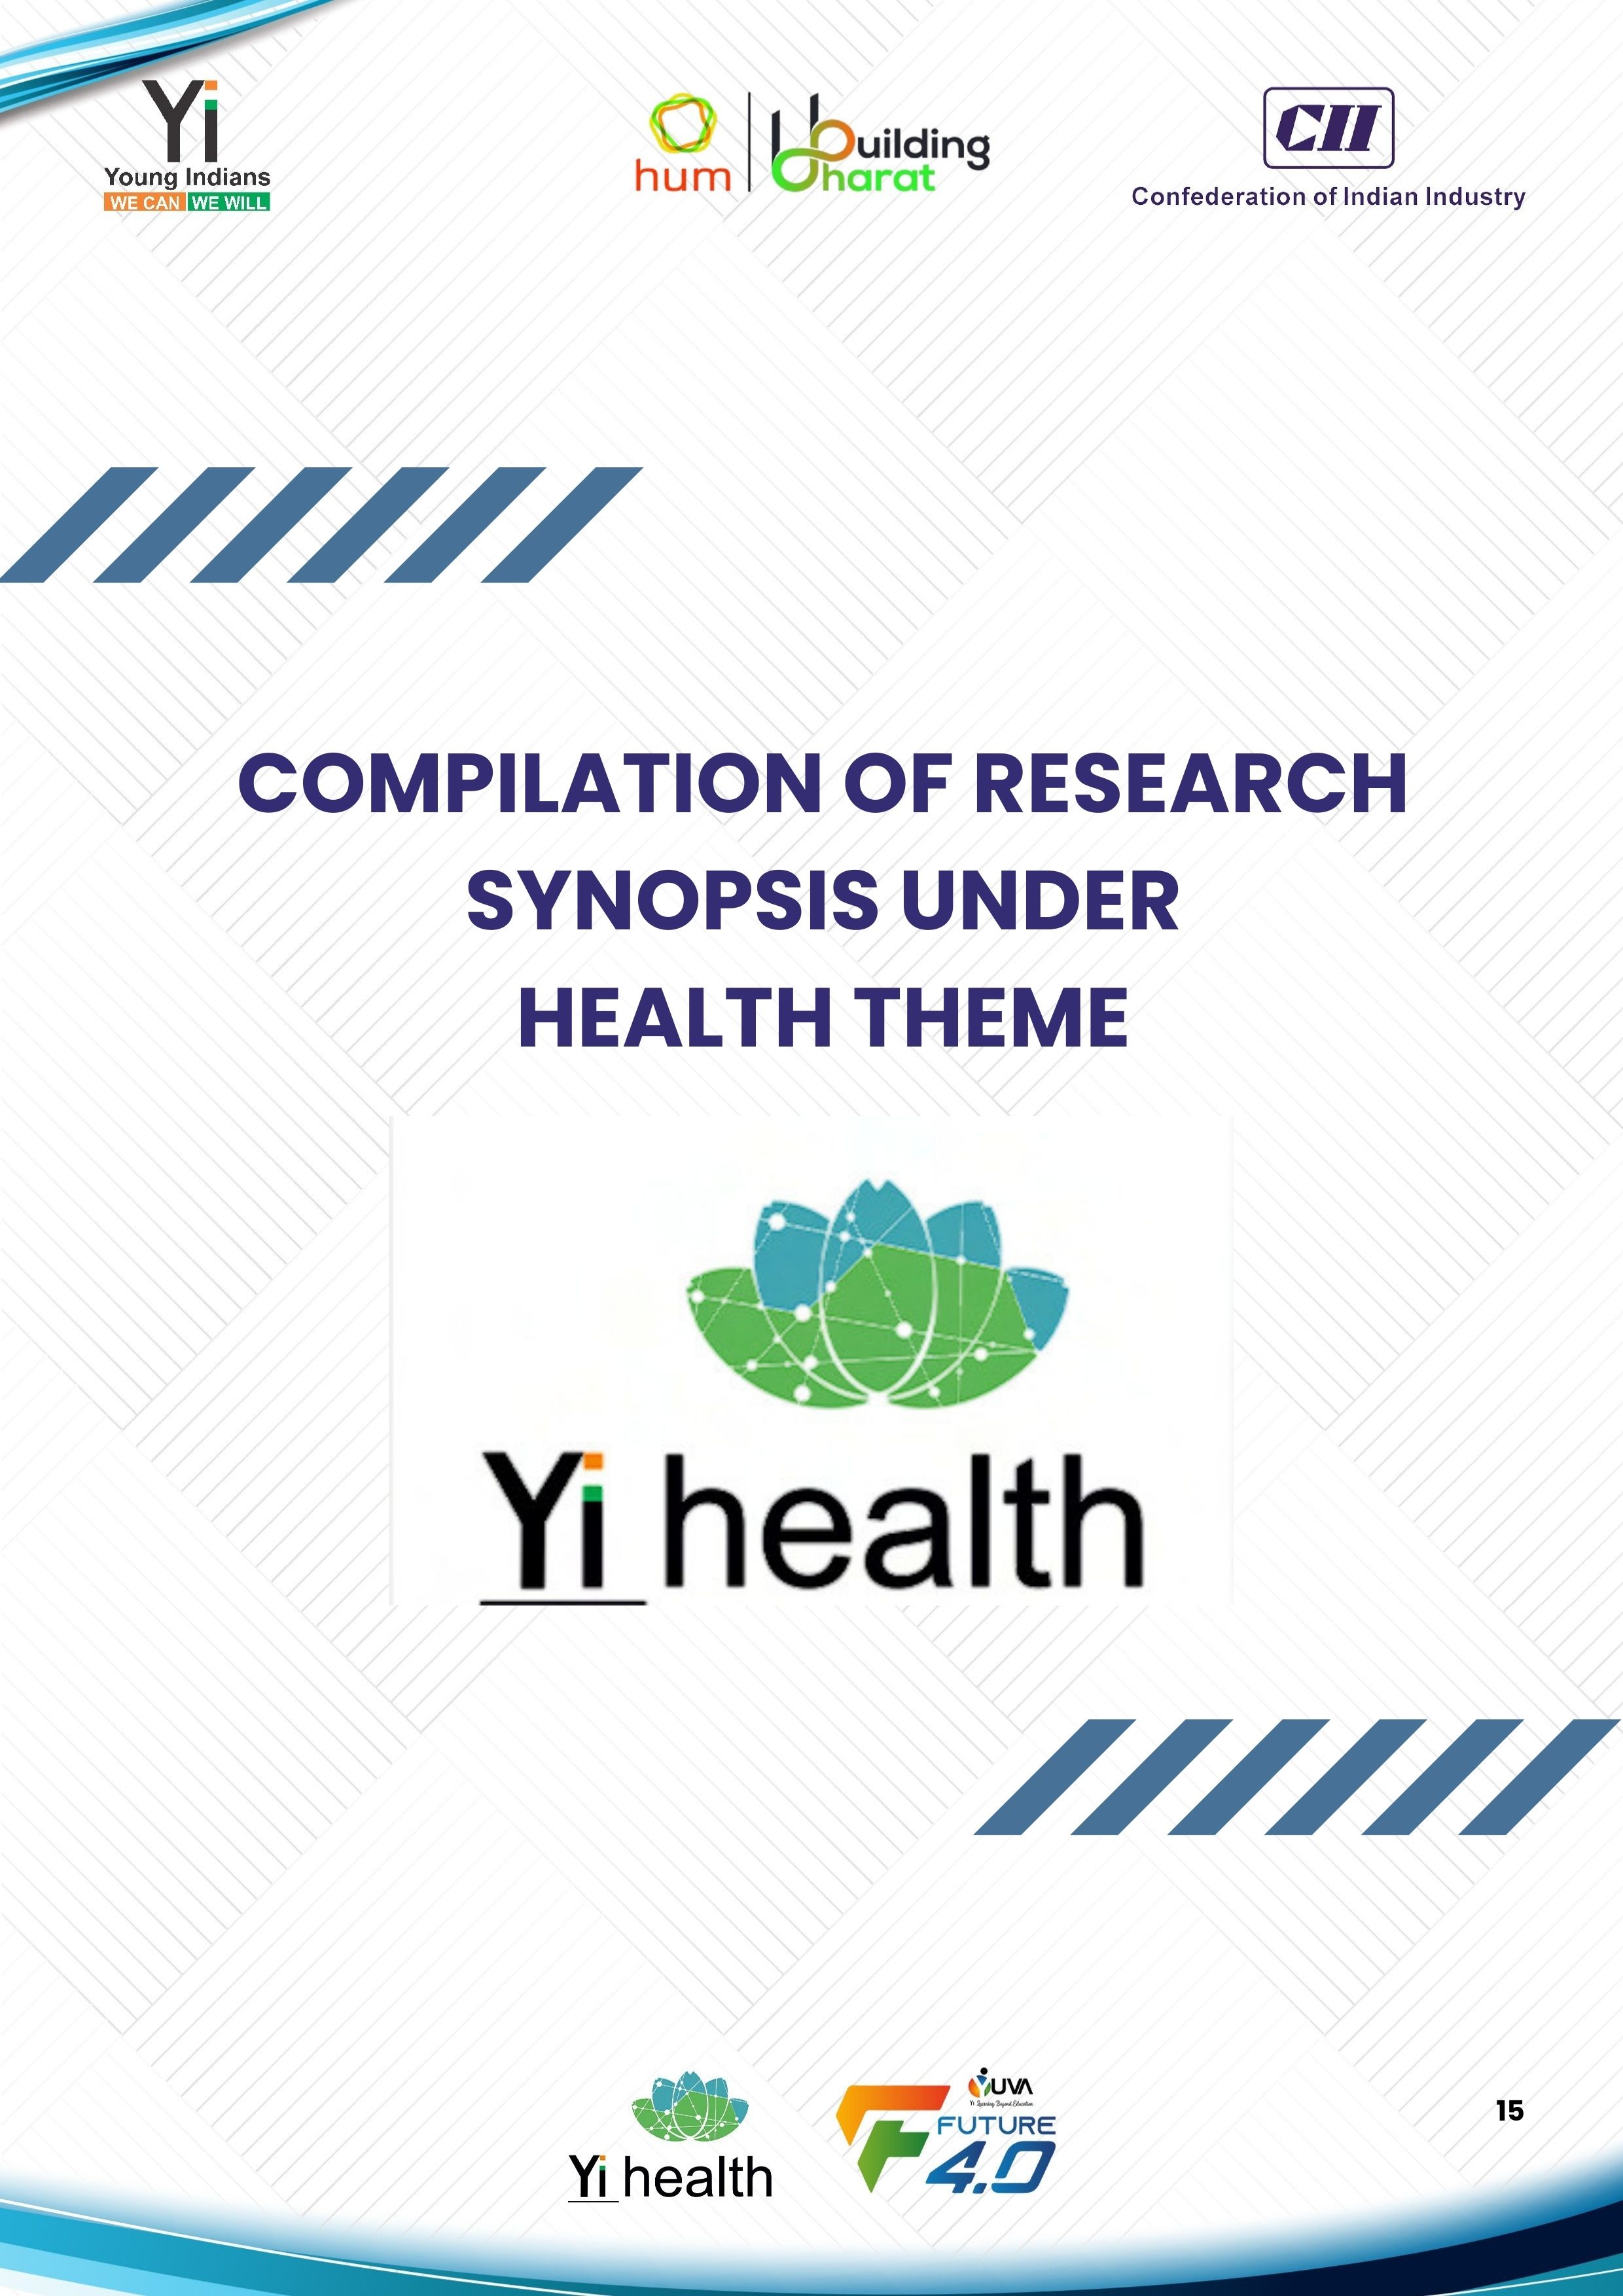 Yi
Young Indians
WE CAN WE WILL
hum
Building
Bharat
CII
Confederation of Indian Industry
COMPILATION OF RESEARCH
SYNOPSIS UNDER
HEALTH THEME
Yi health
Yi health
YUVA
Yi Learning Beyond Education
FUTURE
4.0
15